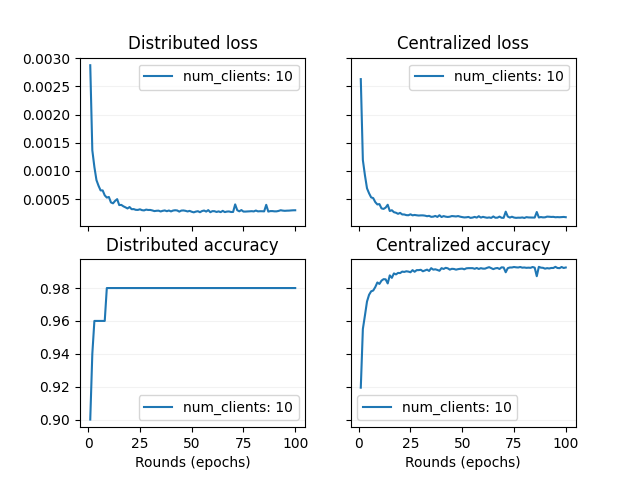 Distributed loss
Centralized loss
0.0030
0.0025
0.0020
0.0015
0.0010
0.0005
num_clients: 10
num_clients: 10
Distributed accuracy
Centralized accuracy
0.98
0.96
0.94
0.92
0.90
num_clients: 10
num_clients: 10
0 25 50 75 100
0 25 50 75 100
Rounds (epochs)
Rounds (epochs)